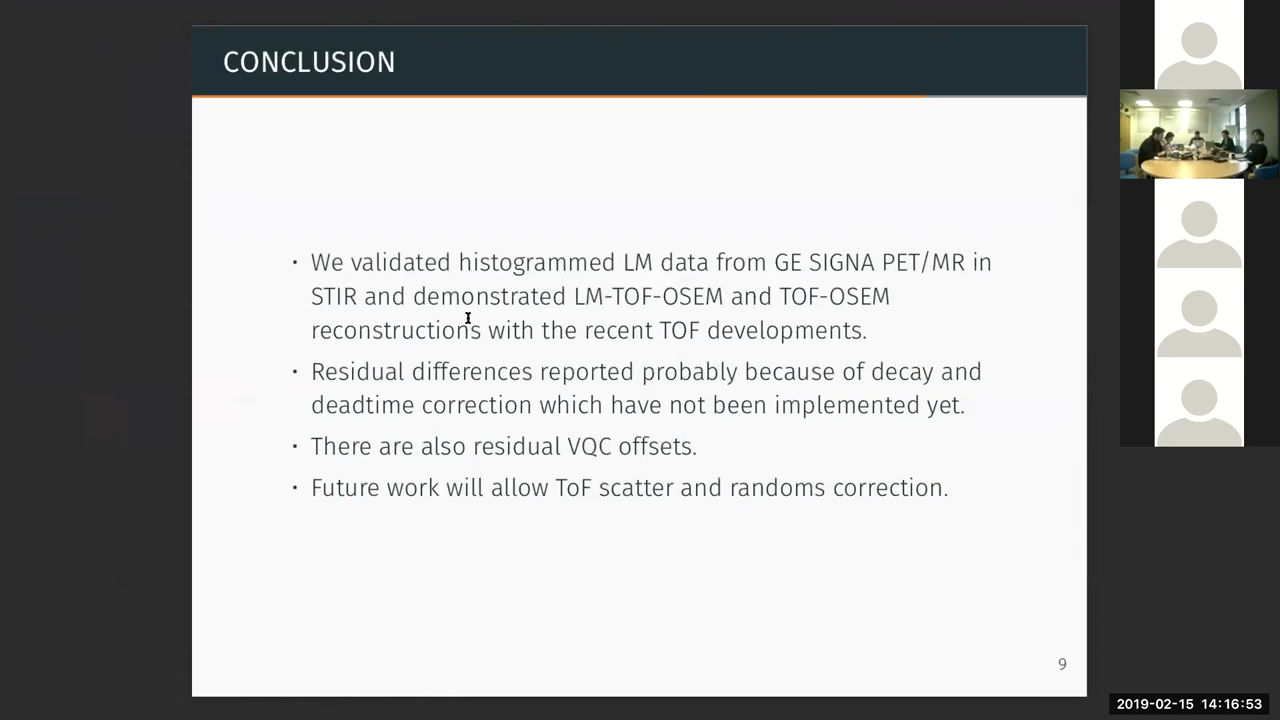 CONCLUSION
• We validated histogrammed LM data from GE SIGNA PET/MR in
STIR and demonstrated LM-TOF-OSEM and TOF-OSEM
reconstructions with the recent TOF developments.
• Residual differences reported probably because of decay and
deadtime correction which have not been implemented yet.
• There are also residual VQC offsets.
• Future work will allow ToF scatter and randoms correction.
9
2019-02-15 14:16:53